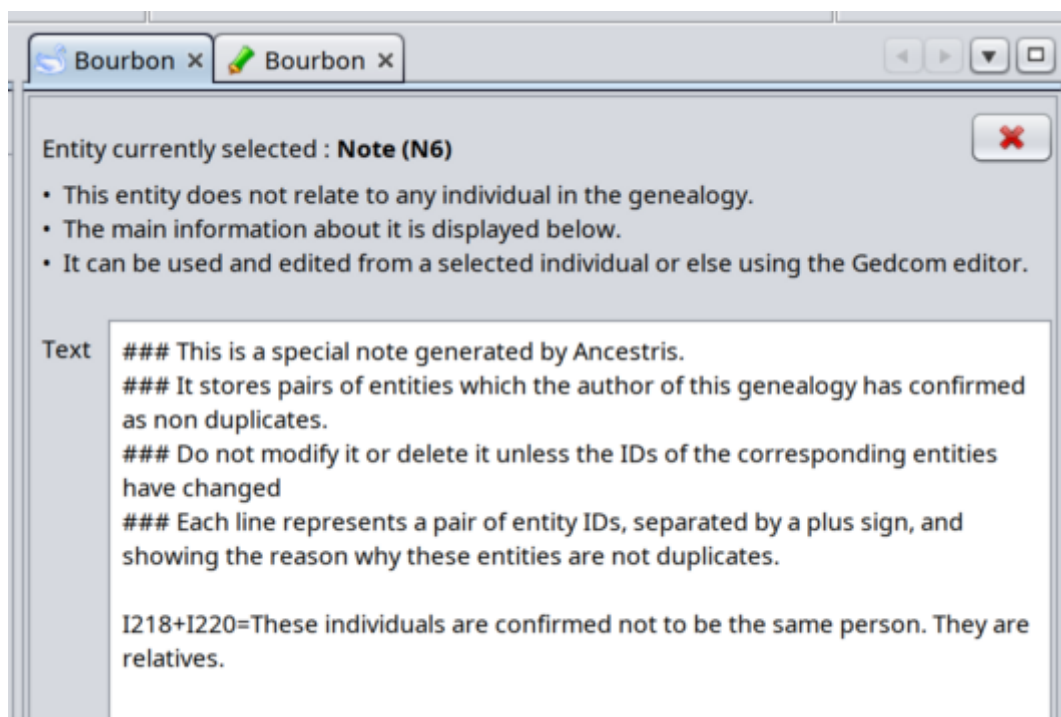 Bourbon × Bourbon ×
Entity currently selected : Note (N6)
• This entity does not relate to any individual in the genealogy.
• The main information about it is displayed below.
• It can be used and edited from a selected individual or else using the Gedcom editor.
Text
### This is a special note generated by Ancestris.
### It stores pairs of entities which the author of this genealogy has confirmed
as non duplicates.
### Do not modify it or delete it unless the IDs of the corresponding entities
have changed
### Each line represents a pair of entity IDs, separated by a plus sign, and
showing the reason why these entities are not duplicates.
I218+I220=These individuals are confirmed not to be the same person. They are
relatives.